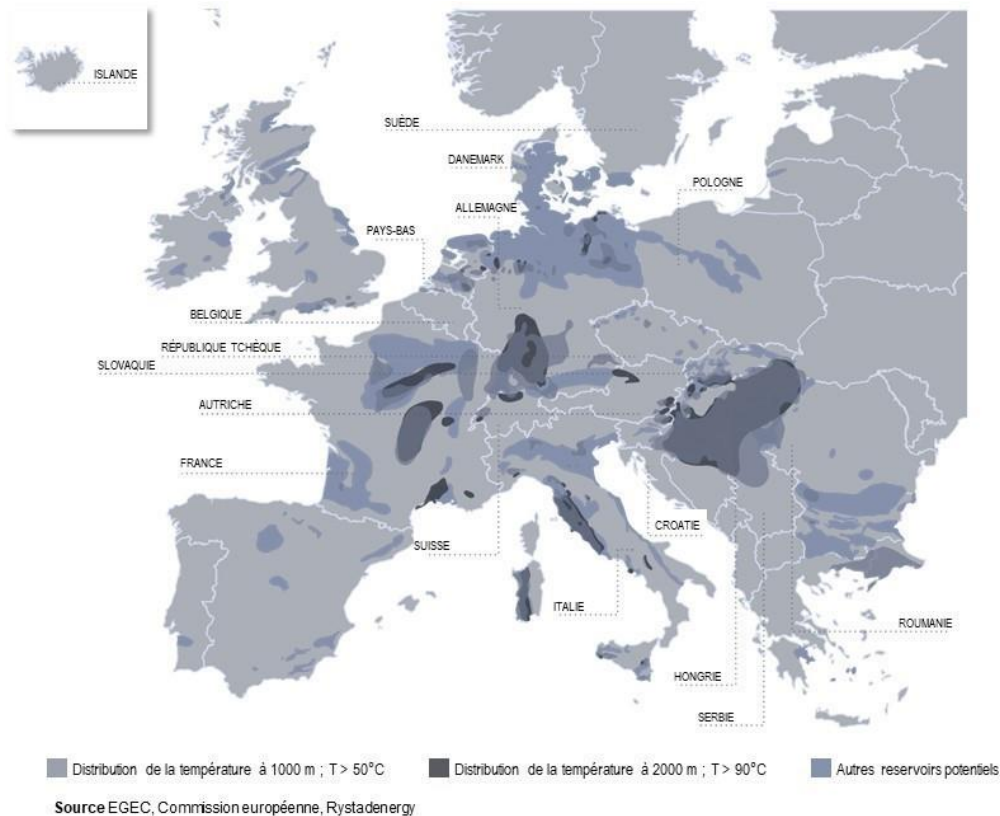 ISLANDE
SUÈDE
DANEMARK
POLOGNE
ALLEMAGNE
PAYS-BAS
BELGIQUE
RÉPUBLIQUE TCHÈQUE
SLOVAQUIE
AUTRICHE
FRANCE
CROATIE
SUISSE
ITALIE
ROUMANIE
HONGRIE
SERBIE
Distribution de la température à 1000 m ; T > 50°C
Distribution de la température à 2000 m ; T > 90°C
Autres reservoirs potentiels
Source EGEC, Commission européenne, Rystadenergy